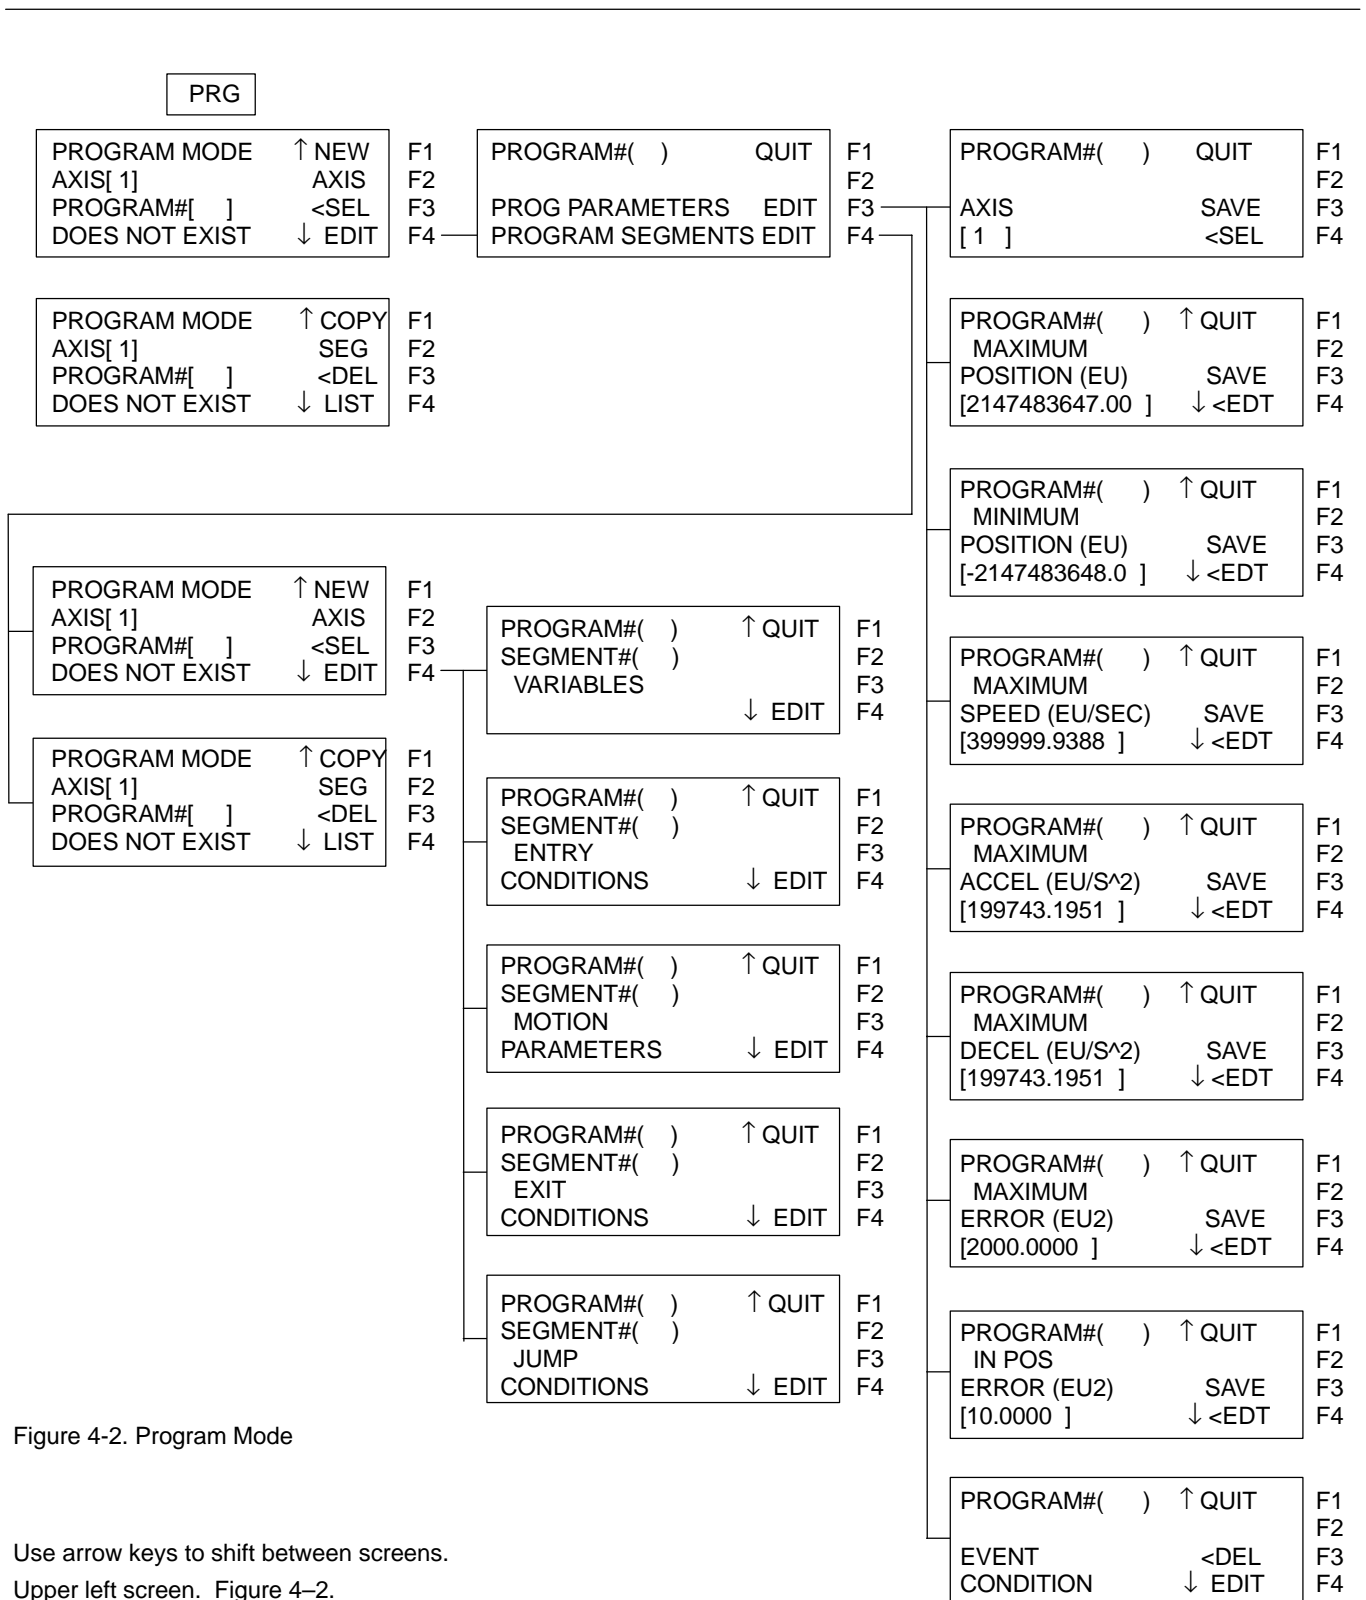 PRG
PROGRAM MODE ↑ NEW F1
AXIS[ 1] AXIS F2
PROGRAM#[ ] <SEL F3
DOES NOT EXIST ↓ EDIT F4
PROGRAM#( ) QUIT F1
F2
PROG PARAMETERS EDIT F3
PROGRAM SEGMENTS EDIT F4
PROGRAM#( ) QUIT F1
F2
AXIS SAVE F3
[ 1 ] <SEL F4
PROGRAM MODE ↑ COPY F1
AXIS[ 1] SEG F2
PROGRAM#[ ] <DEL F3
DOES NOT EXIST ↓ LIST F4
PROGRAM#( ) ↑ QUIT F1
MAXIMUM F2
POSITION (EU) SAVE F3
[2147483647.00 ] ↓ <EDT F4
PROGRAM#( ) ↑ QUIT F1
MINIMUM F2
POSITION (EU) SAVE F3
[-2147483648.0 ] ↓ <EDT F4
PROGRAM MODE ↑ NEW F1
AXIS[ 1] AXIS F2
PROGRAM#[ ] <SEL F3
DOES NOT EXIST ↓ EDIT F4
PROGRAM#( ) ↑ QUIT F1
SEGMENT#( ) F2
VARIABLES F3
↓ EDIT F4
PROGRAM#( ) ↑ QUIT F1
MAXIMUM F2
SPEED (EU/SEC) SAVE F3
[399999.9388 ] ↓ <EDT F4
PROGRAM MODE ↑ COPY F1
AXIS[ 1] SEG F2
PROGRAM#[ ] <DEL F3
DOES NOT EXIST ↓ LIST F4
PROGRAM#( ) ↑ QUIT F1
SEGMENT#( ) F2
ENTRY F3
CONDITIONS ↓ EDIT F4
PROGRAM#( ) ↑ QUIT F1
MAXIMUM F2
ACCEL (EU/S^2) SAVE F3
[199743.1951 ] ↓ <EDT F4
PROGRAM#( ) ↑ QUIT F1
SEGMENT#( ) F2
MOTION F3
PARAMETERS ↓ EDIT F4
PROGRAM#( ) ↑ QUIT F1
MAXIMUM F2
DECEL (EU/S^2) SAVE F3
[199743.1951 ] ↓ <EDT F4
PROGRAM#( ) ↑ QUIT F1
SEGMENT#( ) F2
EXIT F3
CONDITIONS ↓ EDIT F4
PROGRAM#( ) ↑ QUIT F1
MAXIMUM F2
ERROR (EU2) SAVE F3
[2000.0000 ] ↓ <EDT F4
PROGRAM#( ) ↑ QUIT F1
SEGMENT#( ) F2
JUMP F3
CONDITIONS ↓ EDIT F4
PROGRAM#( ) ↑ QUIT F1
IN POS F2
ERROR (EU2) SAVE F3
[10.0000 ] ↓ <EDT F4
Figure 4-2. Program Mode
PROGRAM#( ) ↑ QUIT F1
F2
EVENT <DEL F3
CONDITION ↓ EDIT F4
Use arrow keys to shift between screens.
Upper left screen. Figure 4–2.